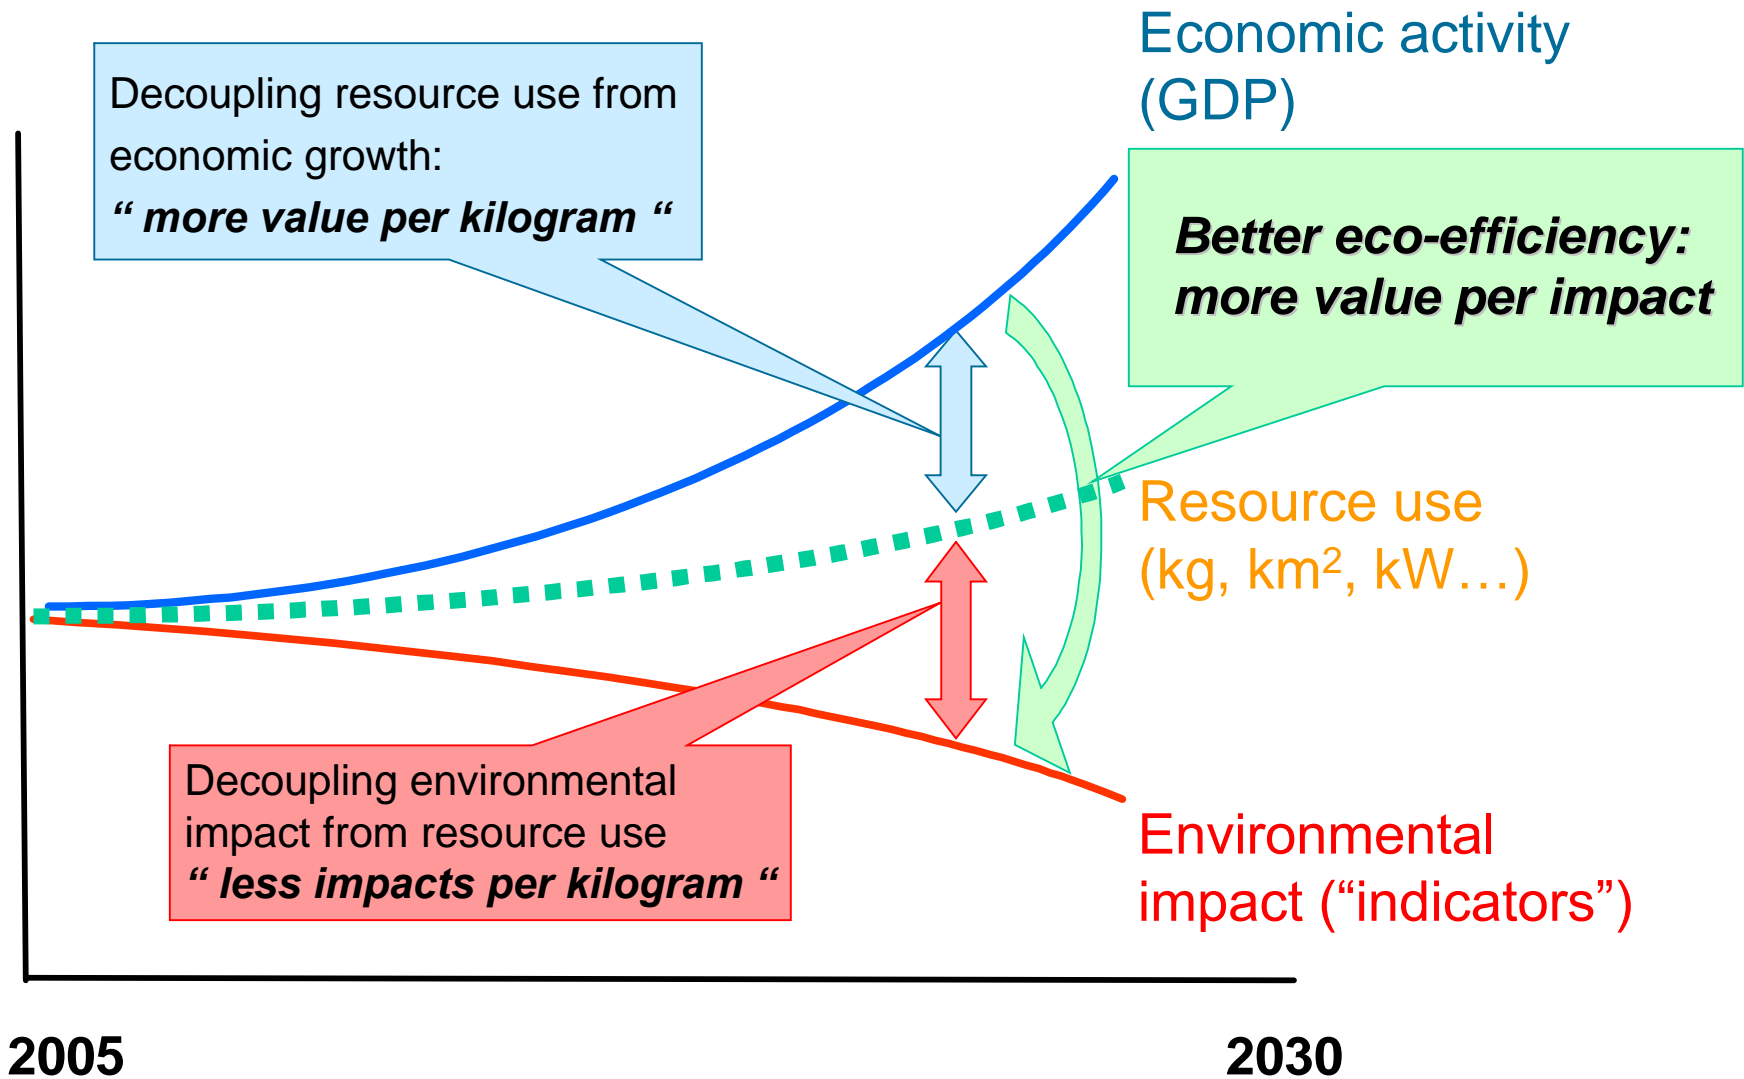 Economic activity
(GDP)
Decoupling resource use from
economic growth:
“ more value per kilogram “
Better eco-efficiency:
more value per impact
Resource use
(kg, km², kW…)
Decoupling environmental
impact from resource use
“ less impacts per kilogram “
Environmental
impact (“indicators”)
2005
2030